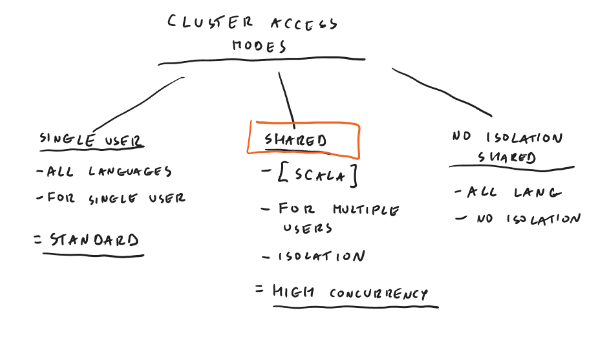 CLUSTER ACCESS
MODES
SINGLE USER
- ALL LANGUAGES
- FOR SINGLE USER
= STANDARD
SHARED
- [SCALA]
- FOR MULTIPLE
USERS
- ISOLATION
= HIGH CONCURRENCY
NO ISOLATION
SHARED
- ALL LANG
- NO ISOLATION